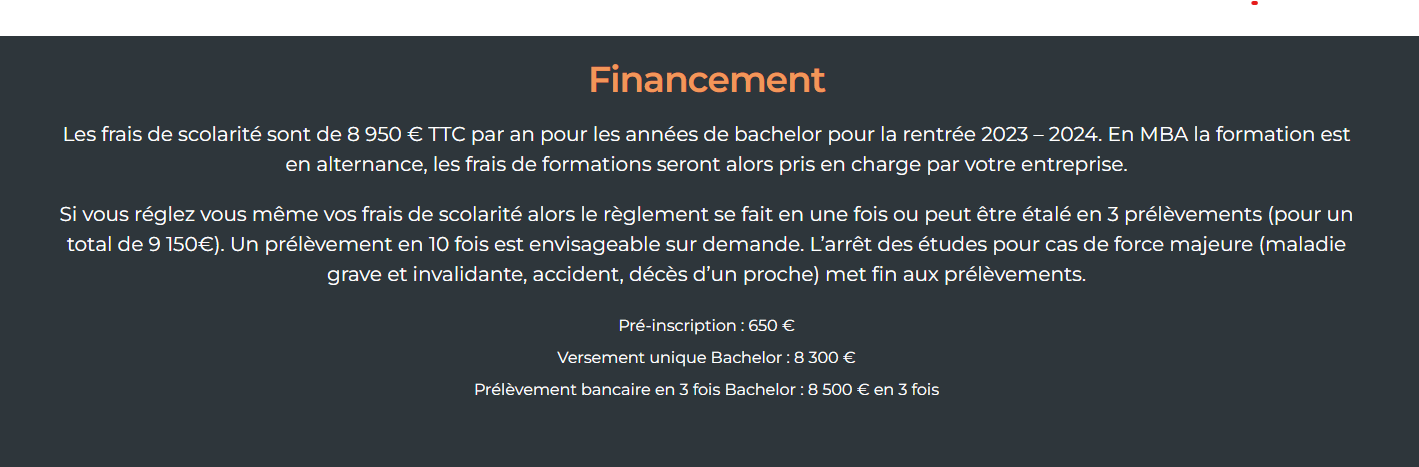 Financement
Les frais de scolarité sont de 8 950 € TTC par an pour les années de bachelor pour la rentrée 2023 – 2024. En MBA la formation est
en alternance, les frais de formations seront alors pris en charge par votre entreprise.
Si vous réglez vous même vos frais de scolarité alors le règlement se fait en une fois ou peut être étalé en 3 prélèvements (pour un
total de 9 150€). Un prélèvement en 10 fois est envisageable sur demande. L’arrêt des études pour cas de force majeure (maladie
grave et invalidante, accident, décès d’un proche) met fin aux prélèvements.
Pré-inscription : 650 €
Versement unique Bachelor : 8 300 €
Prélèvement bancaire en 3 fois Bachelor : 8 500 € en 3 fois